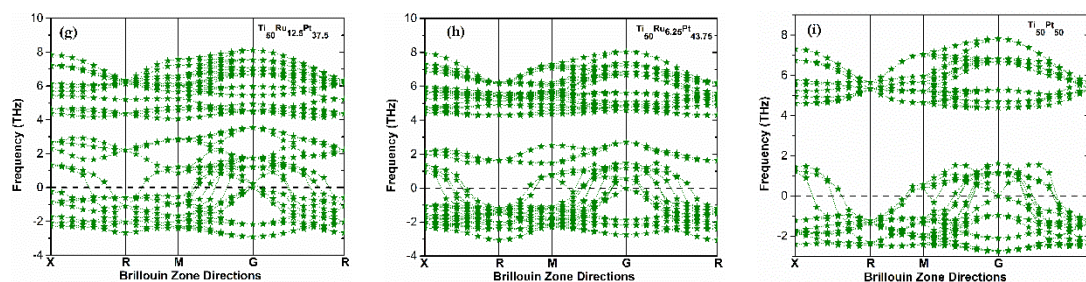 (g)
Ti50Ru12.5Pt37.5
10
8
6
4
2
0
-2
-4
Frequency (THz)
X R M G R
Brillouin Zone Directions
(h)
Ti50Ru6.25Pt43.75
10
8
6
4
2
0
-2
-4
Frequency (THz)
X R M G R
Brillouin Zone Directions
(i)
Ti50Pt50
8
6
4
2
0
-2
Frequency (THz)
X R M G R
Brillouin Zone Directions